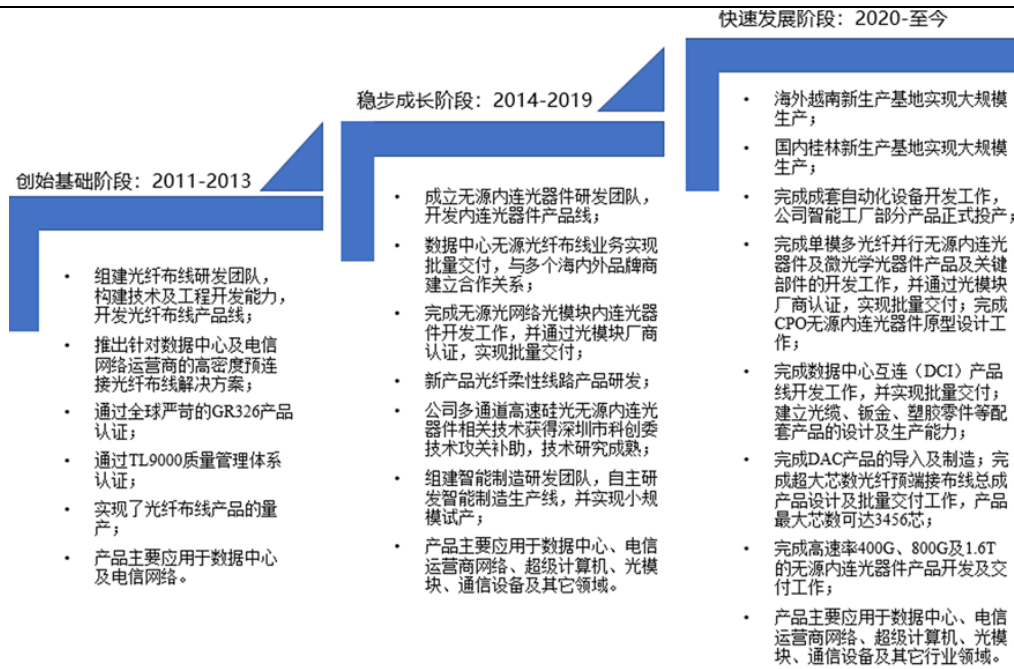 创始基础阶段：2011-2013
• 组建光纤布线研发团队，
构建技术及工程开发能力，
开发光纤布线产品线；
• 推出针对数据中心及电信
网络运营商的高密度预连
接光纤布线解决方案；
• 通过全球严苛的GR326产品
认证；
• 通过TL9000质量管理体系
认证；
• 实现了光纤布线产品的量
产；
• 产品主要应用于数据中心
及电信网络。
稳步成长阶段：2014-2019
• 成立无源内连光器件研发团队，
开发内连光器件产品线；
• 数据中心无源光纤布线业务实现
批量交付，与多个海内外品牌商
建立合作关系；
• 完成无源光网络光模块内连光器
件开发工作，并通过光模块厂商
认证，实现批量交付；
• 新产品光纤柔性线路产品研发；
• 公司多通道高速硅光无源内连光
器件相关技术获得深圳市科创委
技术攻关补助，技术研究成熟；
• 组建智能制造研发团队，自主研
发智能制造生产线，并实现小规
模试产；
• 产品主要应用于数据中心、电信
运营商网络、超级计算机、光模
块、通信设备及其它领域。
快速发展阶段：2020-至今
• 海外越南新生产基地实现大规模
生产；
• 国内桂林新生产基地实现大规模
生产；
• 完成成套自动化设备开发工作，
公司智能工厂部分产品正式投产；
• 完成单模多光纤并行无源内连光
器件及微光学光器件产品及关键
部件的开发工作，并通过光模块
厂商认证，实现批量交付；完成
CPO无源内连光器件原型设计工
作；
• 完成数据中心互连（DCI）产品
线开发工作，并实现批量交付；
建立光缆、钣金、塑胶零件等配
套产品的设计及生产能力；
• 完成DAC产品的导入及制造；完
成超大芯数光纤预端接布线总成
产品设计及批量交付工作，产品
最大芯数可达3456芯；
• 完成高速率400G、800G及1.6T
的无源内连光器件产品开发及交
付工作；
• 产品主要应用于数据中心、电信
运营商网络、超级计算机、光模
块、通信设备及其它行业领域。